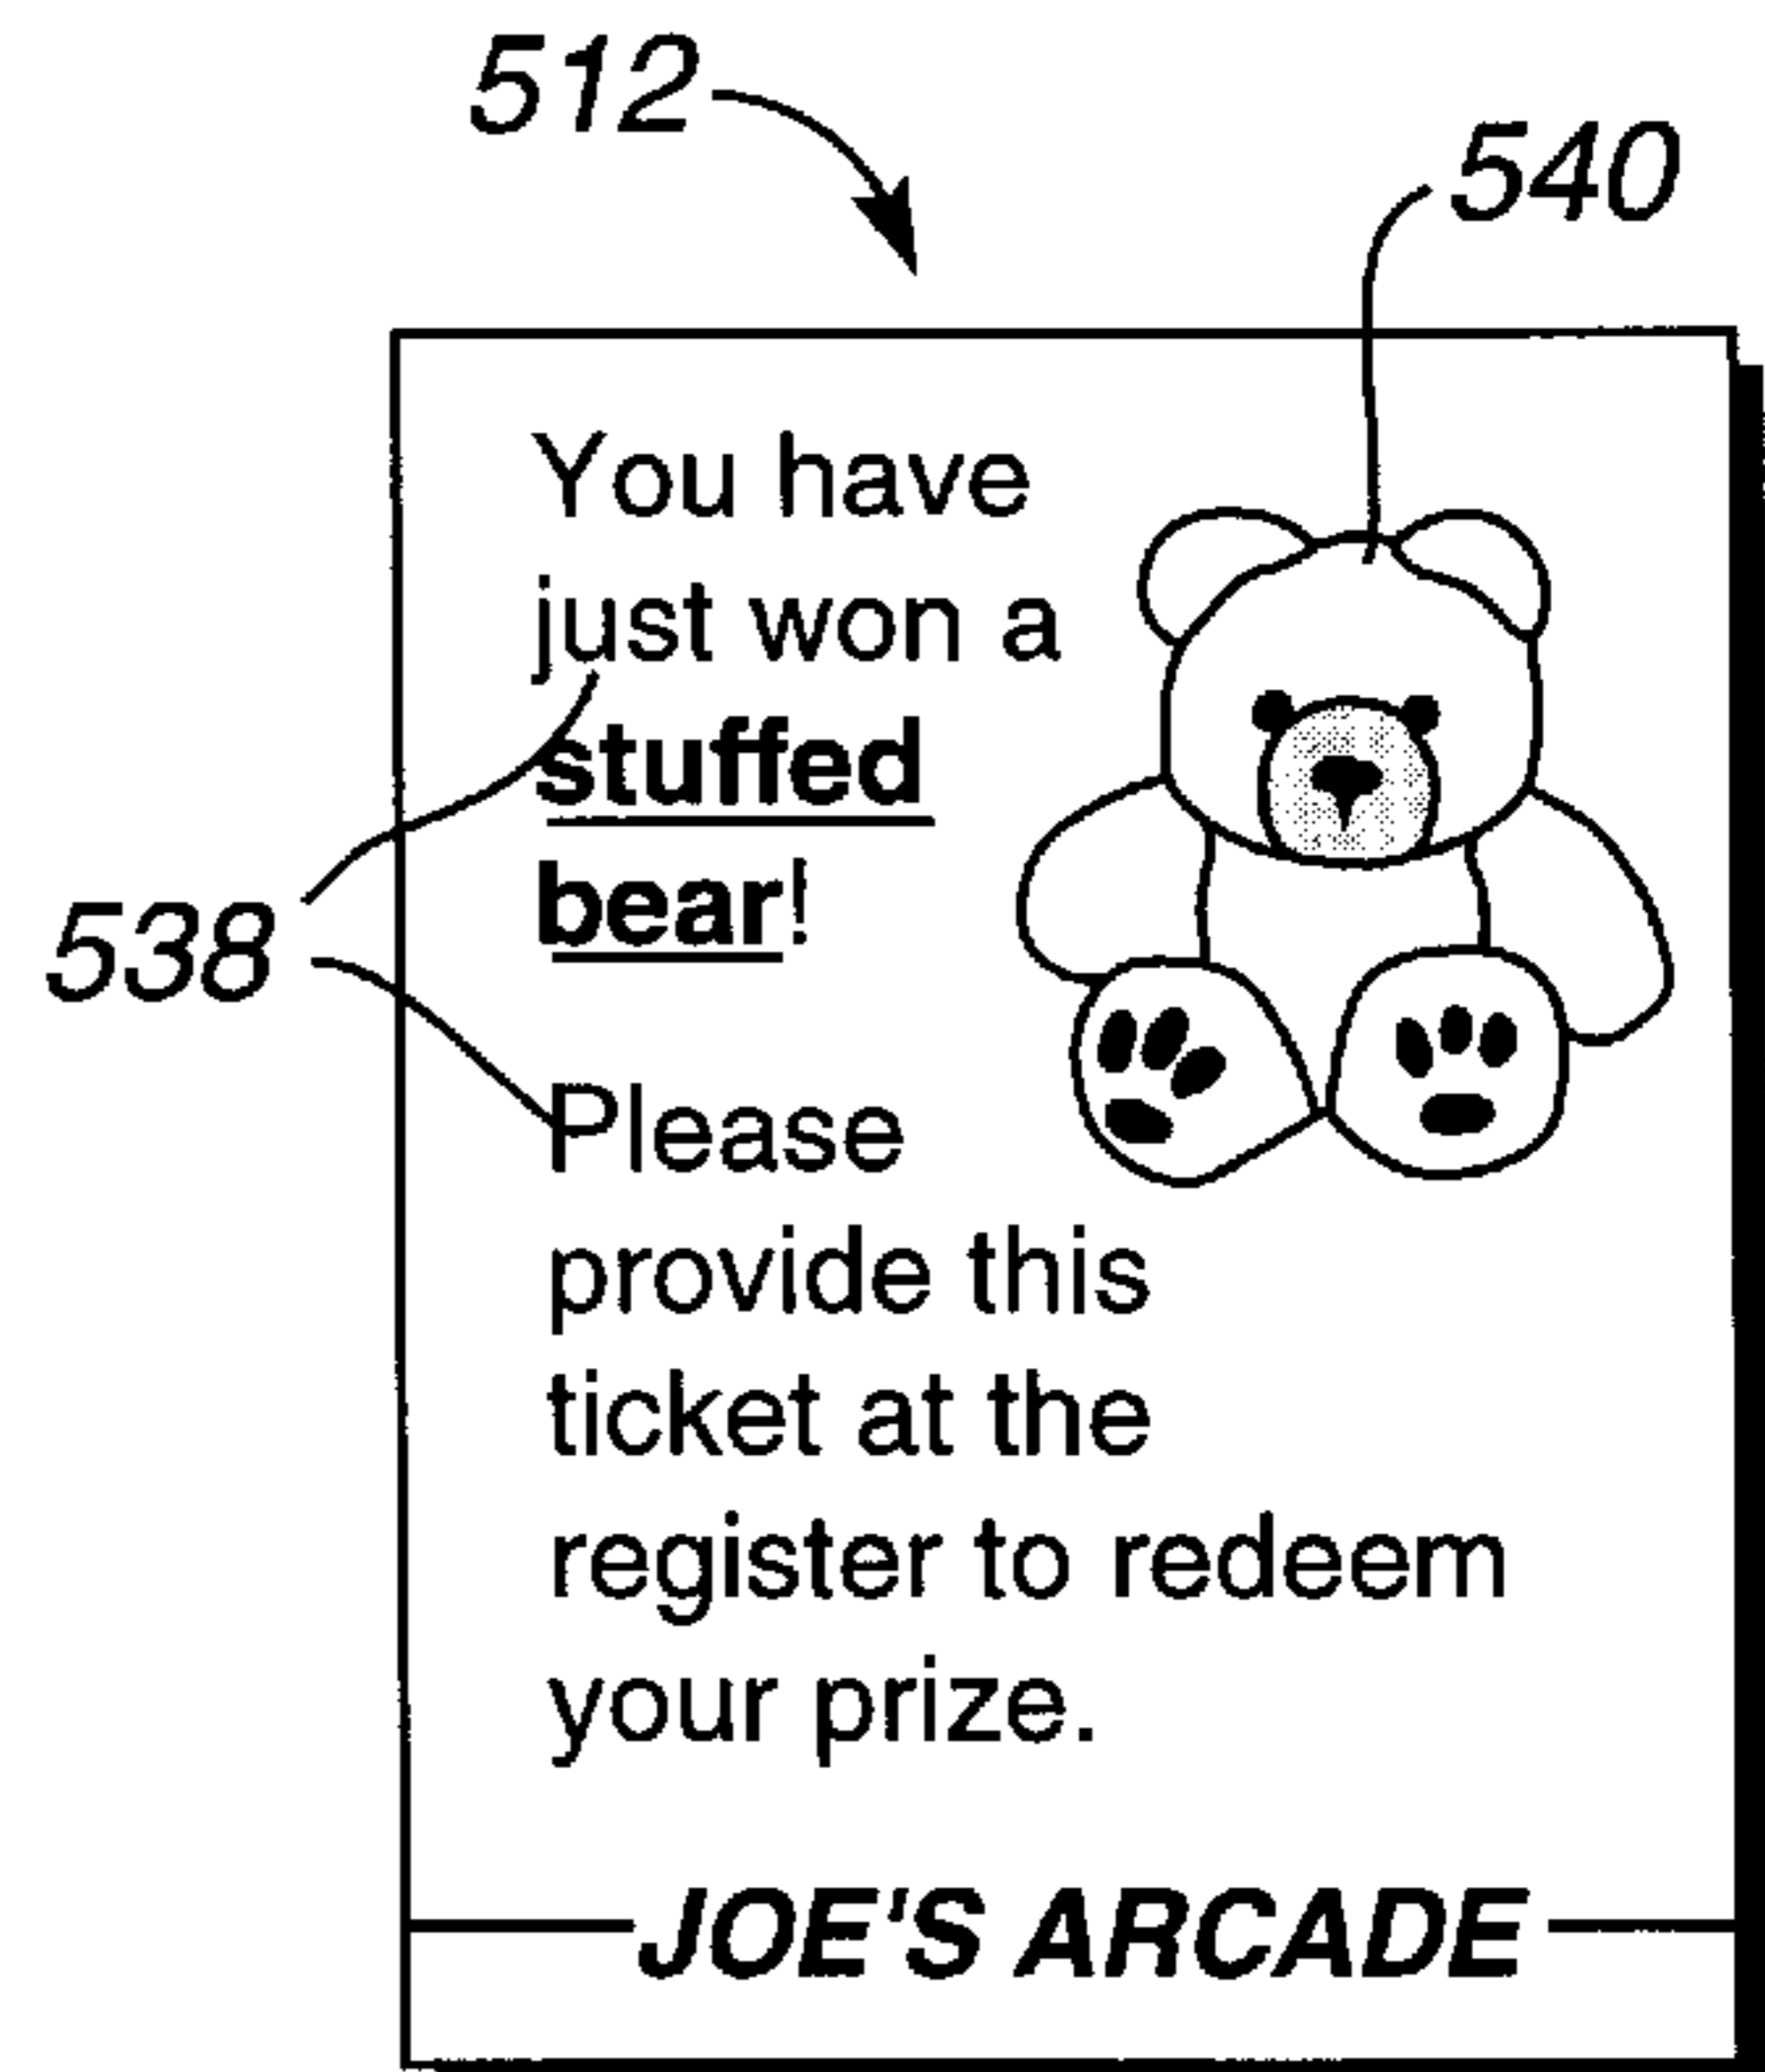 512
540
You have
just won a
stuffed
bear!
538
Please
provide this
ticket at the
register to redeem
your prize.
JOE'S ARCADE